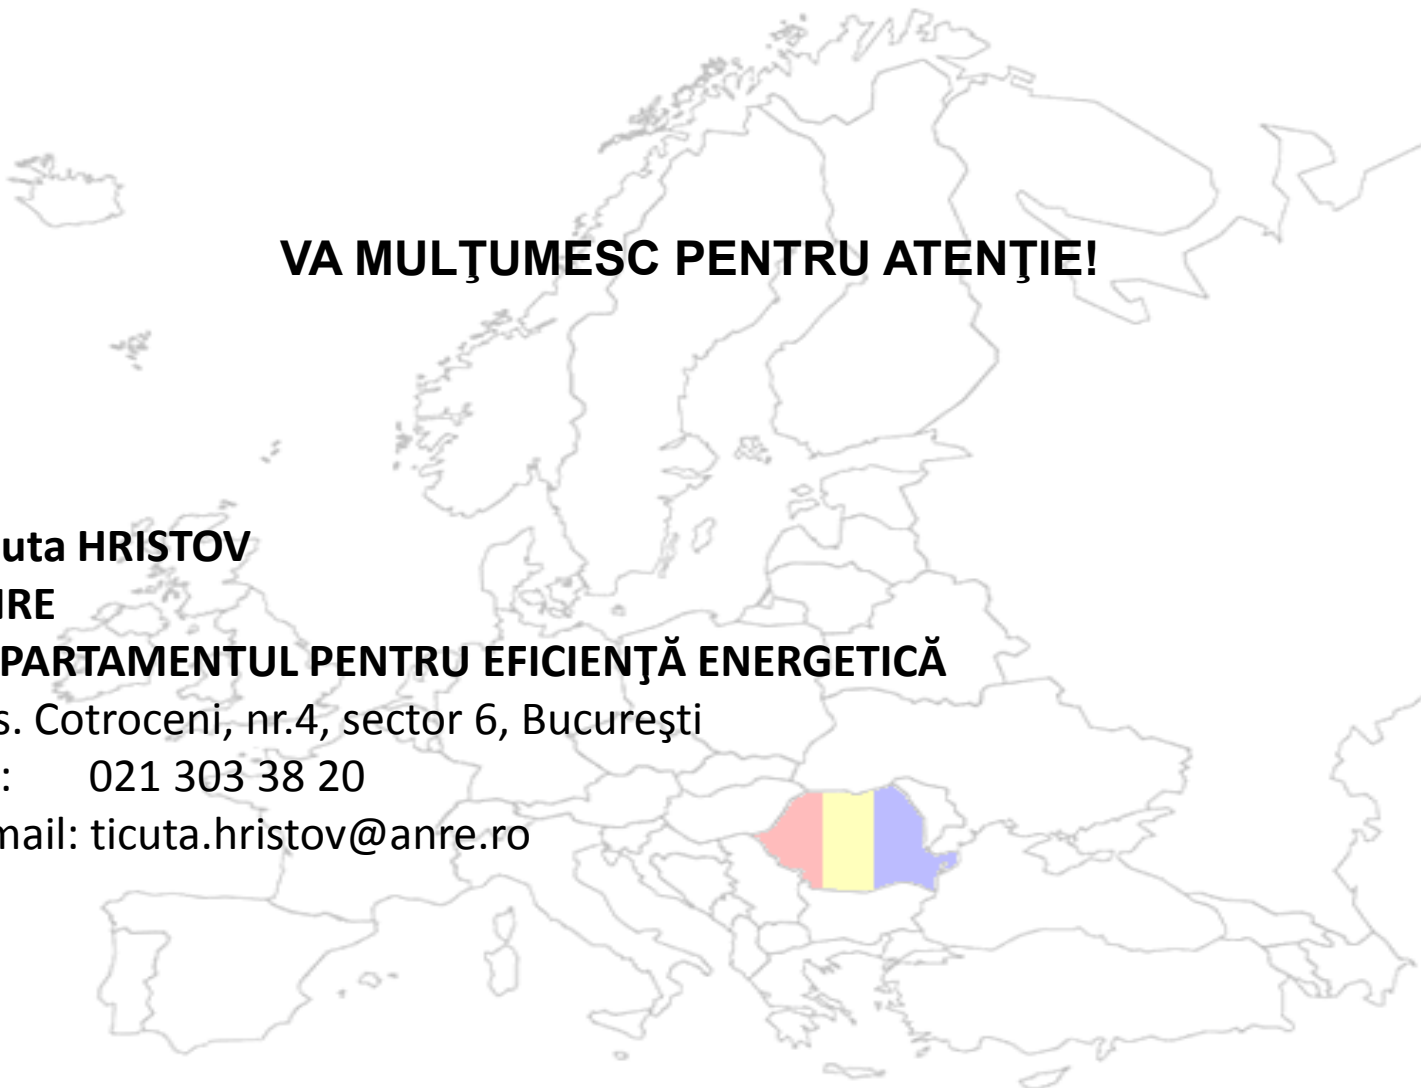 VA MULŢUMESC PENTRU ATENŢIE!
uta HRISTOV
IRE
PARTAMENTUL PENTRU EFICIENŢĂ ENERGETICĂ
s. Cotroceni, nr.4, sector 6, Bucureşti
: 021 303 38 20
mail: ticuta.hristov@anre.ro